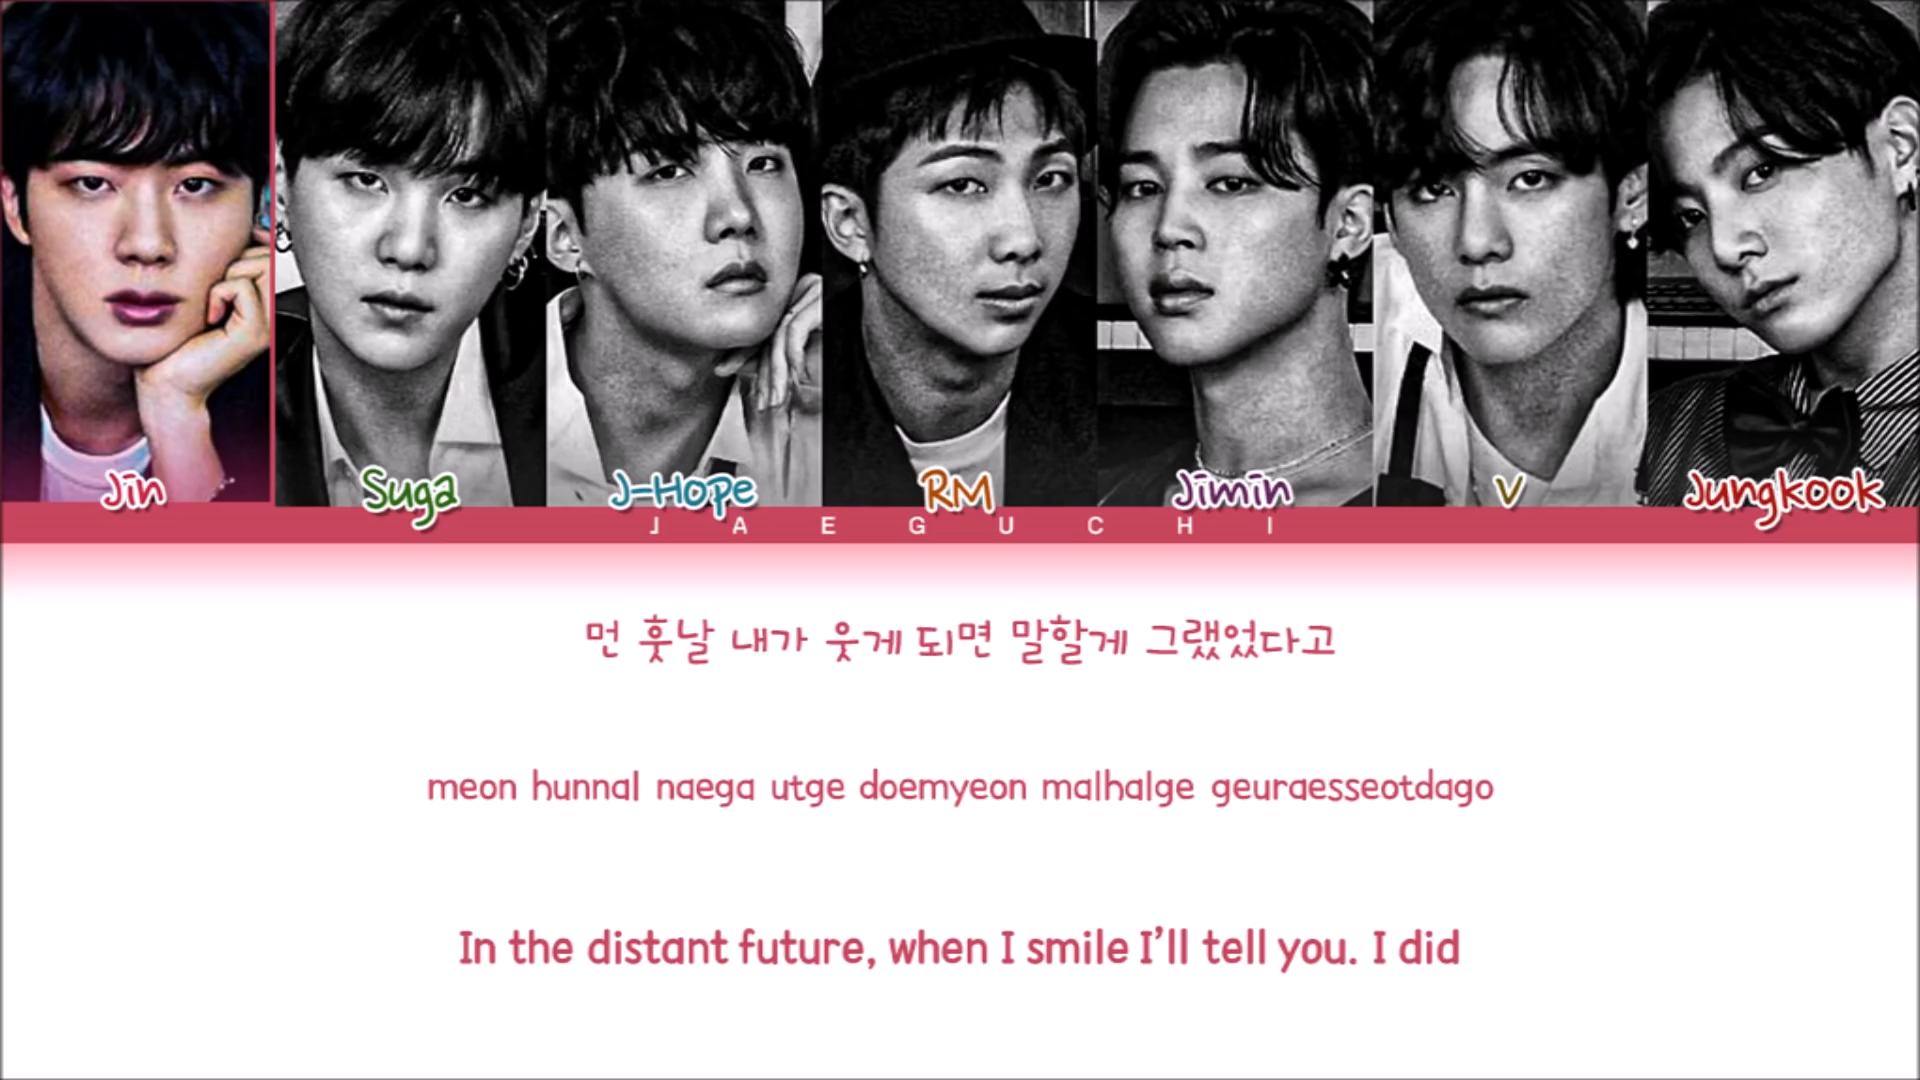 Jin Suga J-Hope RM Jimin V Jungkook
JAEGUCHI
먼 훗날 내가 웃게 되면 말할게 그랬었다고
meon hunnal naega utge doemyeon malhalge geuraesseotdago
In the distant future, when I smile I'll tell you. I did